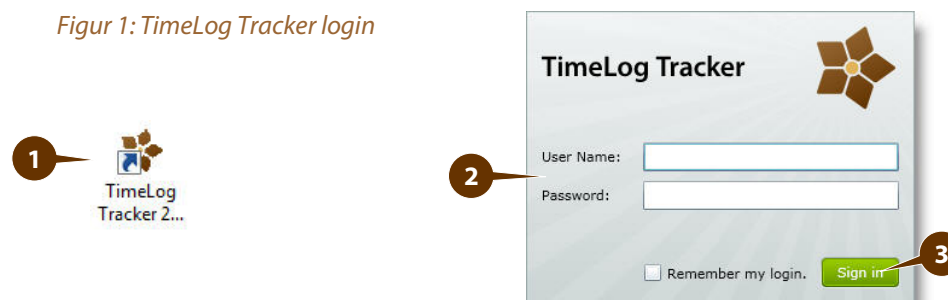 Figur 1: TimeLog Tracker login
1
TimeLog
Tracker 2...
TimeLog Tracker
2
User Name:
Password:
Remember my login.
Sign in
3